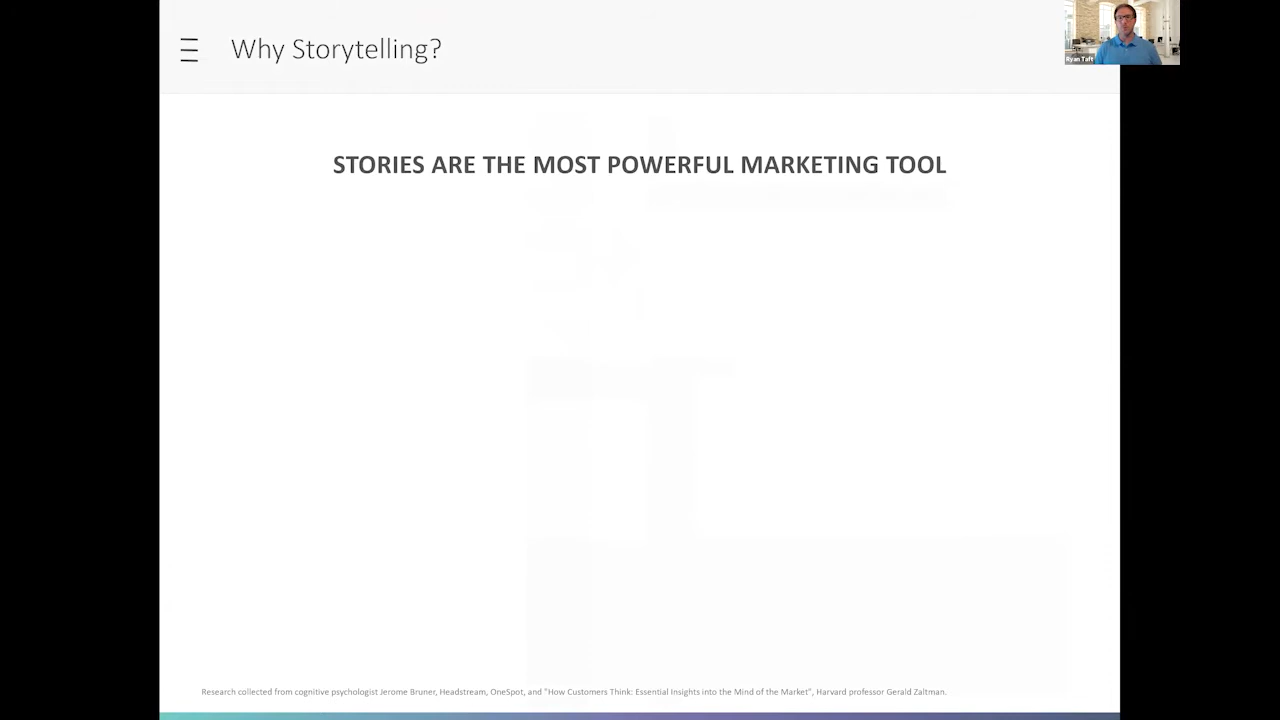 Why Storytelling?
Ryan Taft
STORIES ARE THE MOST POWERFUL MARKETING TOOL
Research collected from cognitive psychologist Jerome Bruner, Headstream, OneSpot, and "How Customers Think: Essential Insights into the Mind of the Market", Harvard professor Gerald Zaltman.